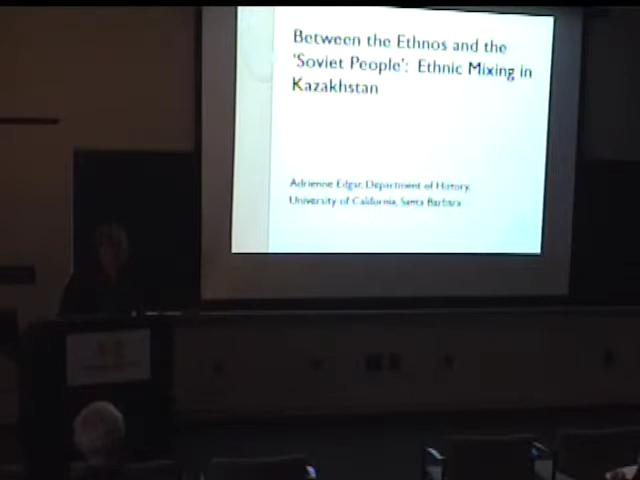 Between the Ethnos and the
'Soviet People': Ethnic Mixing in
Kazakhstan
Adrienne Edgar, Department of History,
University of California, Santa Barbara